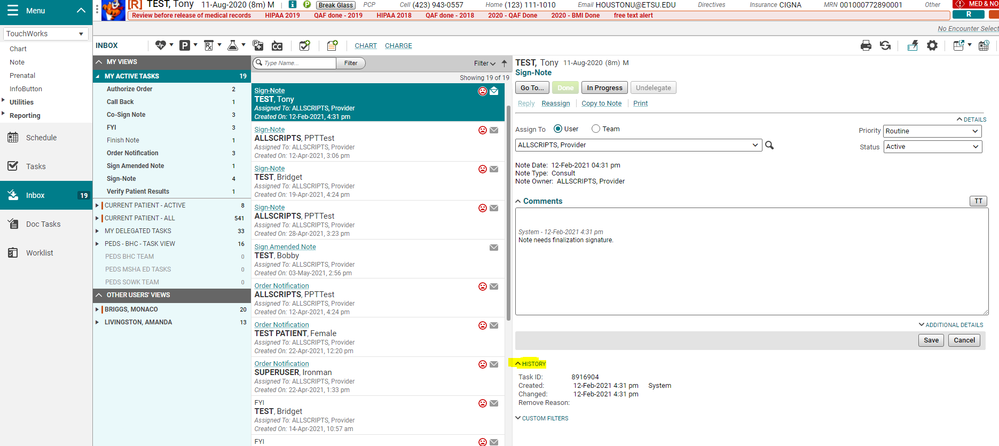 Menu
TouchWorks
Chart
Note
Prenatal
InfoButton
Utilities
Reporting
Schedule
Tasks
Inbox 19
Doc Tasks
Worklist
[R] TEST, Tony 11-Aug-2020 (8m) M i P Break Glass PCP Cell (423) 943-0557 Home (123) 111-1010 Email HOUSTONU@ETSU.EDU Directives Insurance CIGNA MRN 001000772890001 Other MED & NO
Review before release of medical records HIPAA 2019 QAF done - 2019 HIPAA 2018 QAF done - 2018 2020 - QAF Done 2020 - BMI Done free text alert R
No Encounter Select
INBOX P Rx CC CHART CHARGE
MY VIEWS
MY ACTIVE TASKS 19
Authorize Order 2
Call Back 1
Co-Sign Note 3
FYI 3
Finish Note 1
Order Notification 3
Sign Amended Note 1
Sign-Note 4
Verify Patient Results 1
CURRENT PATIENT - ACTIVE 8
CURRENT PATIENT - ALL 541
MY DELEGATED TASKS 33
PEDS - BHC - TASK VIEW 16
PEDS BHC TEAM 0
PEDS MSHA ED TASKS 0
PEDS SOWK TEAM 0
OTHER USERS' VIEWS
BRIGGS, MONACO 20
LIVINGSTON, AMANDA 13
Type Name... Filter Filter
Showing 19 of 19
Sign-Note
TEST, Tony
Assigned To: ALLSCRIPTS, Provider
Created On: 12-Feb-2021, 4:31 pm
Sign-Note
ALLSCRIPTS, PPTTest
Assigned To: ALLSCRIPTS, Provider
Created On: 12-Apr-2021, 3:06 pm
Sign-Note
TEST, Bridget
Assigned To: ALLSCRIPTS, Provider
Created On: 19-Apr-2021, 4:24 pm
Sign-Note
ALLSCRIPTS, PPTTest
Assigned To: ALLSCRIPTS, Provider
Created On: 28-Apr-2021, 3:23 pm
Sign Amended Note
TEST, Bobby
Assigned To: ALLSCRIPTS, Provider
Created On: 03-May-2021, 2:56 pm
Order Notification
ALLSCRIPTS, PPTTest
Assigned To: ALLSCRIPTS, Provider
Created On: 12-Apr-2021, 4:24 pm
Order Notification
TEST PATIENT, Female
Assigned To: ALLSCRIPTS, Provider
Created On: 22-Apr-2021, 12:20 pm
Order Notification
SUPERUSER, Ironman
Assigned To: ALLSCRIPTS, Provider
Created On: 22-Apr-2021, 1:33 pm
FYI
TEST, Bridget
Assigned To: ALLSCRIPTS, Provider
Created On: 14-Apr-2021, 10:57 am
FYI
TEST, Tony 11-Aug-2020 (8m) M
Sign-Note
Go To... Done In Progress Undelegate
Reply Reassign Copy to Note Print
DETAILS
Assign To User Team Priority Routine
ALLSCRIPTS, Provider Status Active
Note Date: 12-Feb-2021 04:31 pm
Note Type: Consult
Note Owner: ALLSCRIPTS, Provider
Comments TT
System - 12-Feb-2021 4:31 pm
Note needs finalization signature.
ADDITIONAL DETAILS
Save Cancel
HISTORY
Task ID: 8916904
Created: 12-Feb-2021 4:31 pm System
Changed: 12-Feb-2021 4:31 pm
Remove Reason:
CUSTOM FILTERS